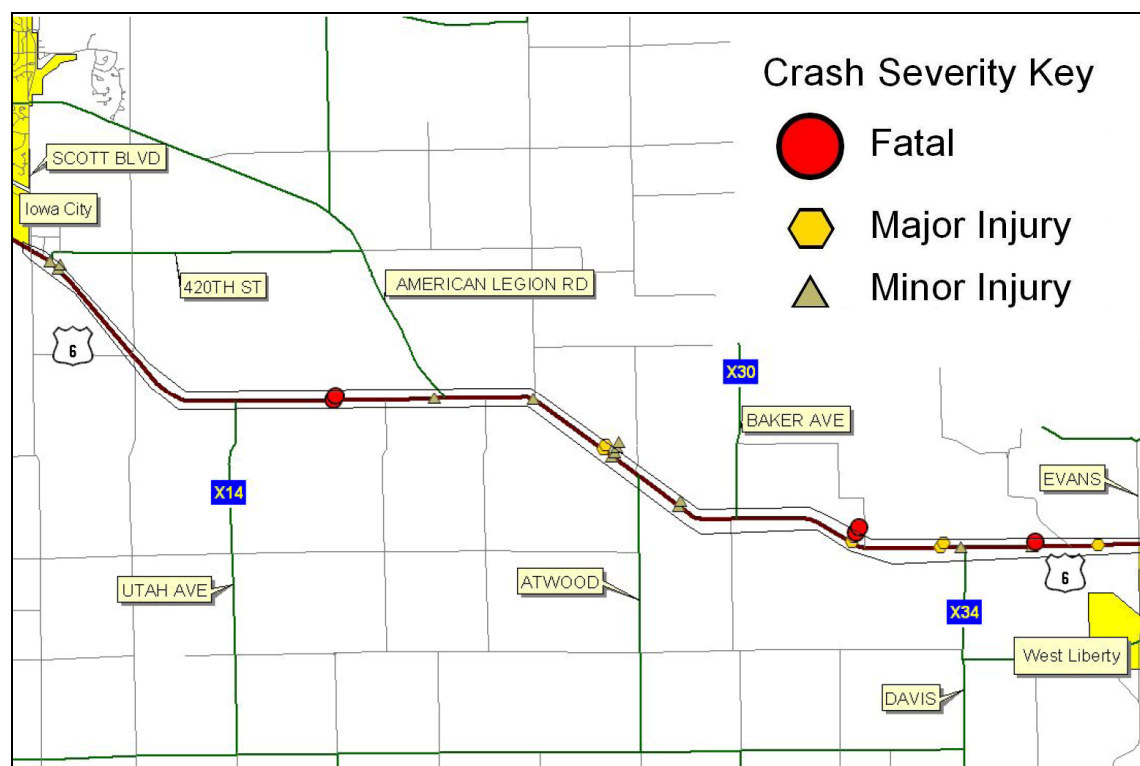 Crash Severity Key
Fatal
Major Injury
Minor Injury
SCOTT BLVD
Iowa City
420TH ST
AMERICAN LEGION RD
6
X30
BAKER AVE
EVANS
X14
UTAH AVE
ATWOOD
6
X34
West Liberty
DAVIS